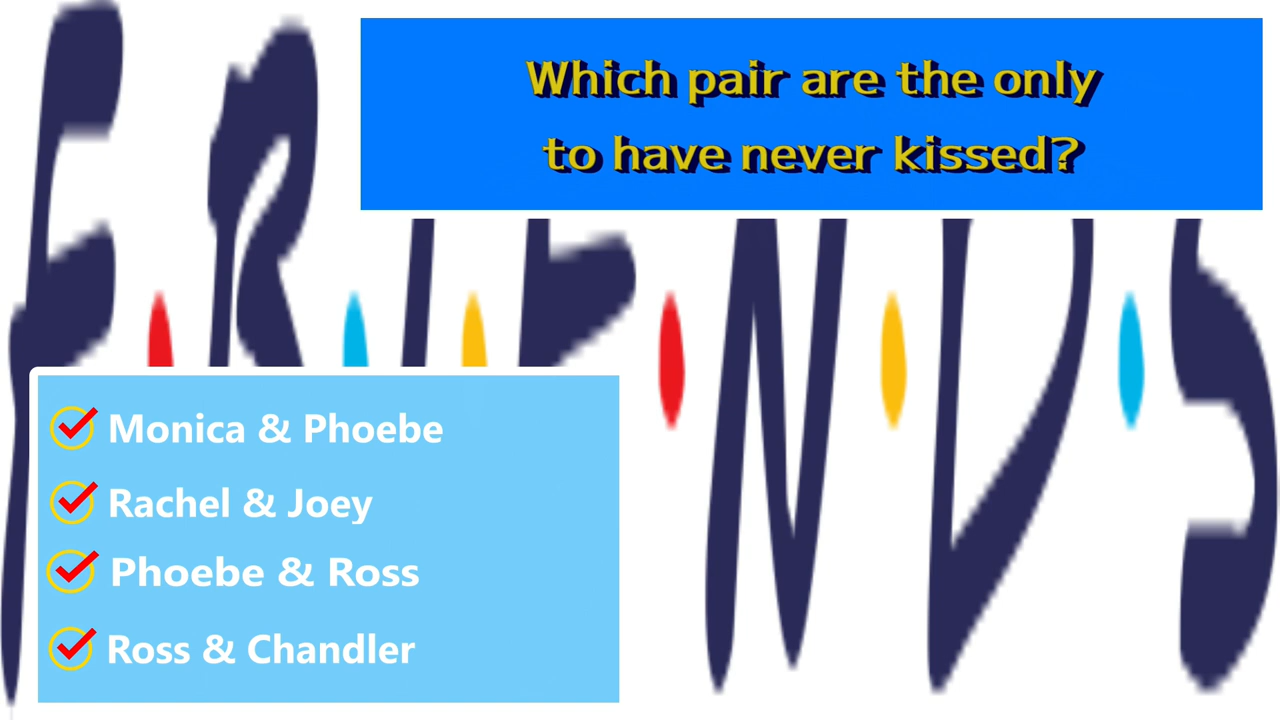 F.R.I.E.N.D.S
Which pair are the only
to have never kissed?
Monica & Phoebe
Rachel & Joey
Phoebe & Ross
Ross & Chandler